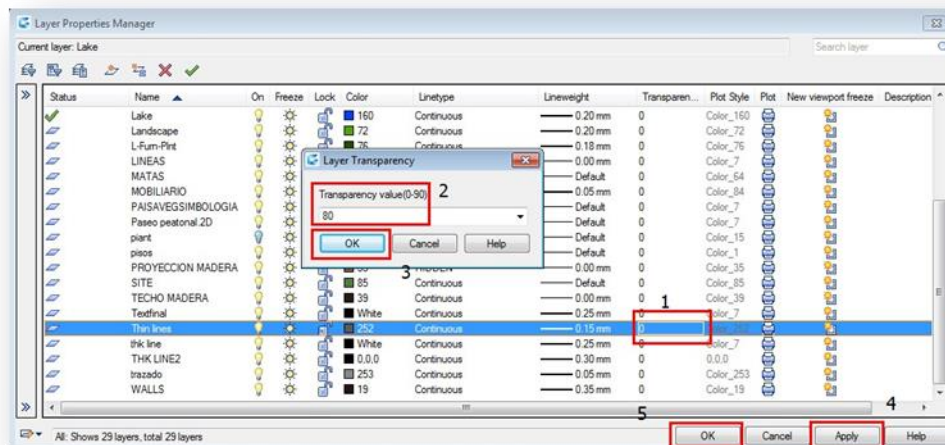 Layer Properties Manager
Current layer: Lake
Search layer
Status Name On Freeze Lock Color Linetype Lineweight Transparen... Plot Style Plot New viewport freeze Description
Lake 160 Continuous 0.20 mm 0 Color_160
Landscape 72 Continuous 0.20 mm 0 Color_72
L-Furn-Plnt 76 Continuous 0.18 mm 0 Color_76
LINEAS 0.00 mm 0 Color_7
MATAS Default 0 Color_64
MOBILIARIO 0.05 mm 0 Color_84
PAISAVEGSIMBOLOGIA Default 0 Color_7
Paseo peatonal 2D Default 0 Color_7
piant Default 0 Color_15
pisos Default 0 Color_1
PROYECCION MADERA 0.00 mm 0 Color_35
SITE 85 Continuous Default 0 Color_85
TECHO MADERA 39 Continuous 0.00 mm 0 Color_39
Textfinal White Continuous 0.25 mm 0 Color_7
Thin lines 252 Continuous 0.15 mm 0 Color_252
thk line White Continuous 0.25 mm 0 Color_7
THK LINE2 0,0,0 Continuous 0.30 mm 0 0,0,0
trazado 253 Continuous 0.05 mm 0 Color_253
WALLS 19 Continuous 0.35 mm 0 Color_19
Layer Transparency
Transparency value(0-90)
2
80
OK Cancel Help
3
1
4
5
All: Shows 29 layers, total 29 layers
OK Cancel Apply Help